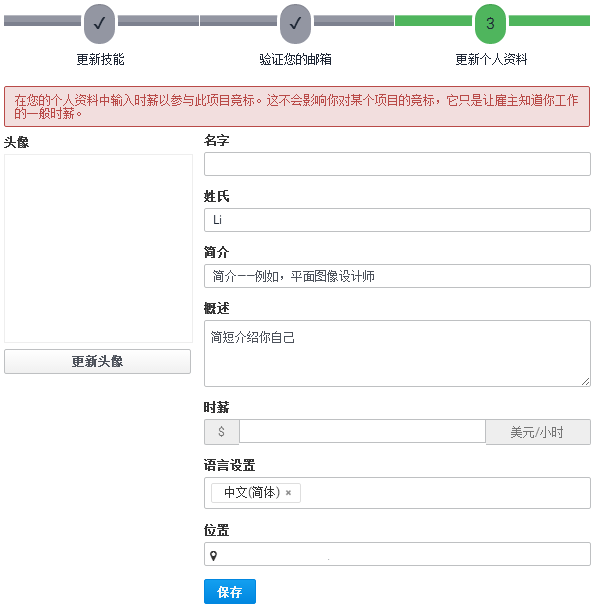 ✓
✓
3
更新技能
验证您的邮箱
更新个人资料
在您的个人资料中输入时薪以参与此项目竞标。这不会影响你对某个项目的竞标，它只是让雇主知道你工作
的一般时薪。
头像
更新头像
名字
姓氏
Li
简介
简介——例如，平面图像设计师
概述
简短介绍你自己
时薪
$
美元/小时
语言设置
中文(简体) ×
位置
保存